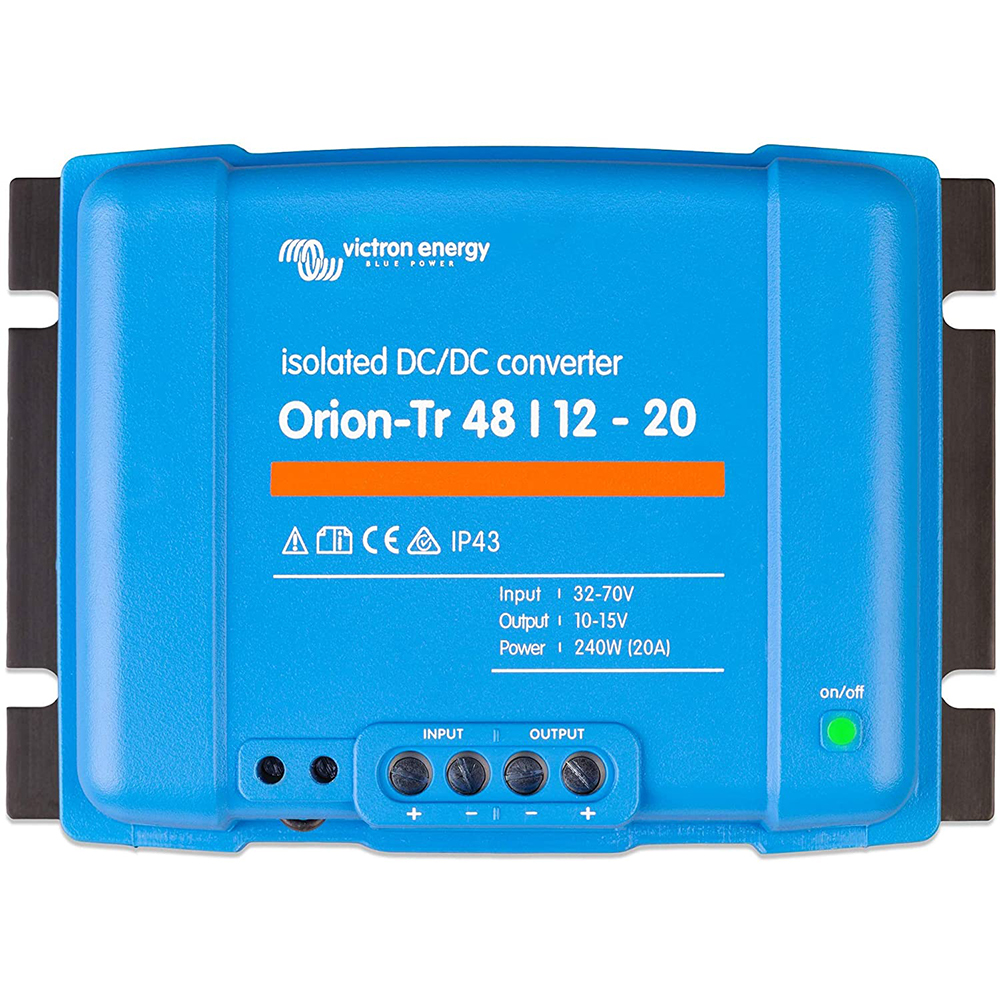 victron energy
BLUE POWER
isolated DC/DC converter
Orion-Tr 48 | 12 - 20
CE IP43
Input | 32-70V
Output | 10-15V
Power | 240W (20A)
on/off
INPUT || OUTPUT
+ - || - +